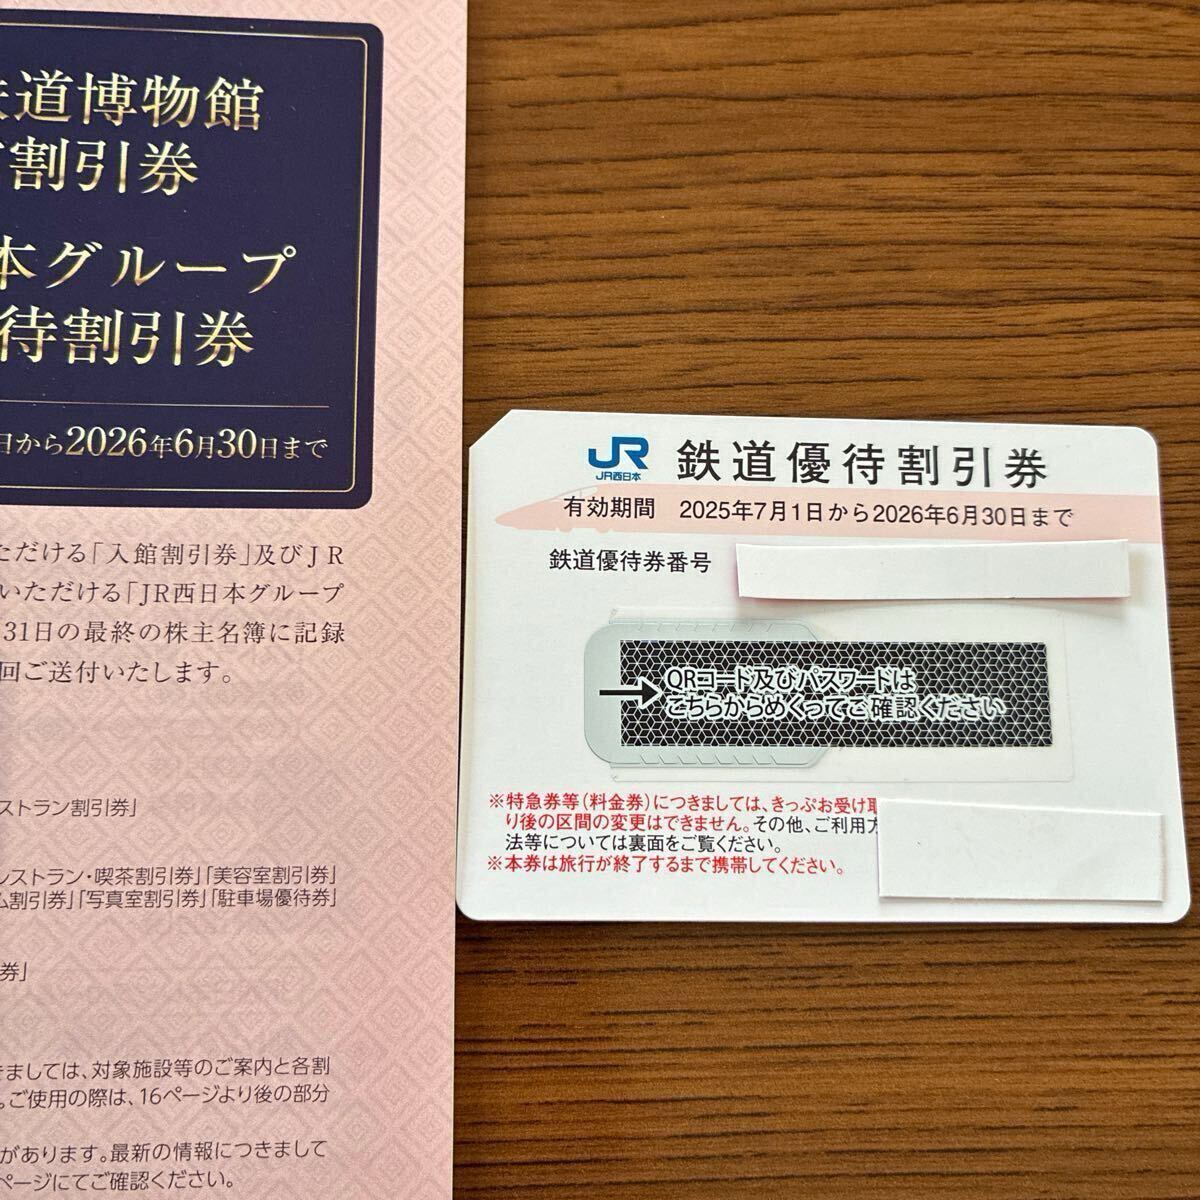 道博物館
割引券
本グループ
待割引券
日から2026年6月30日まで
ただける「入館割引券」及びJR
いただける「JR西日本グループ
31日の最終の株主名簿に記録
回ご送付いたします。
ストラン割引券」
レストラン・喫茶割引券」「美容室割引券」
ム割引券」「写真室割引券」「駐車場優待券」
券」
きましては、対象施設等のご案内と各割
。ご使用の際は、16ページより後の部分
があります。最新の情報につきまして
ページにてご確認ください。
JR
JR西日本
鉄道優待割引券
有効期間 2025年7月1日から2026年6月30日まで
鉄道優待券番号
QRコード及びパスワードは
こちらからめくってご確認ください
※特急券等(料金券)につきましては、きっぷお受け取
り後の区間の変更はできません。その他、ご利用方
法等については裏面をご覧ください。
※本券は旅行が終了するまで携帯してください。